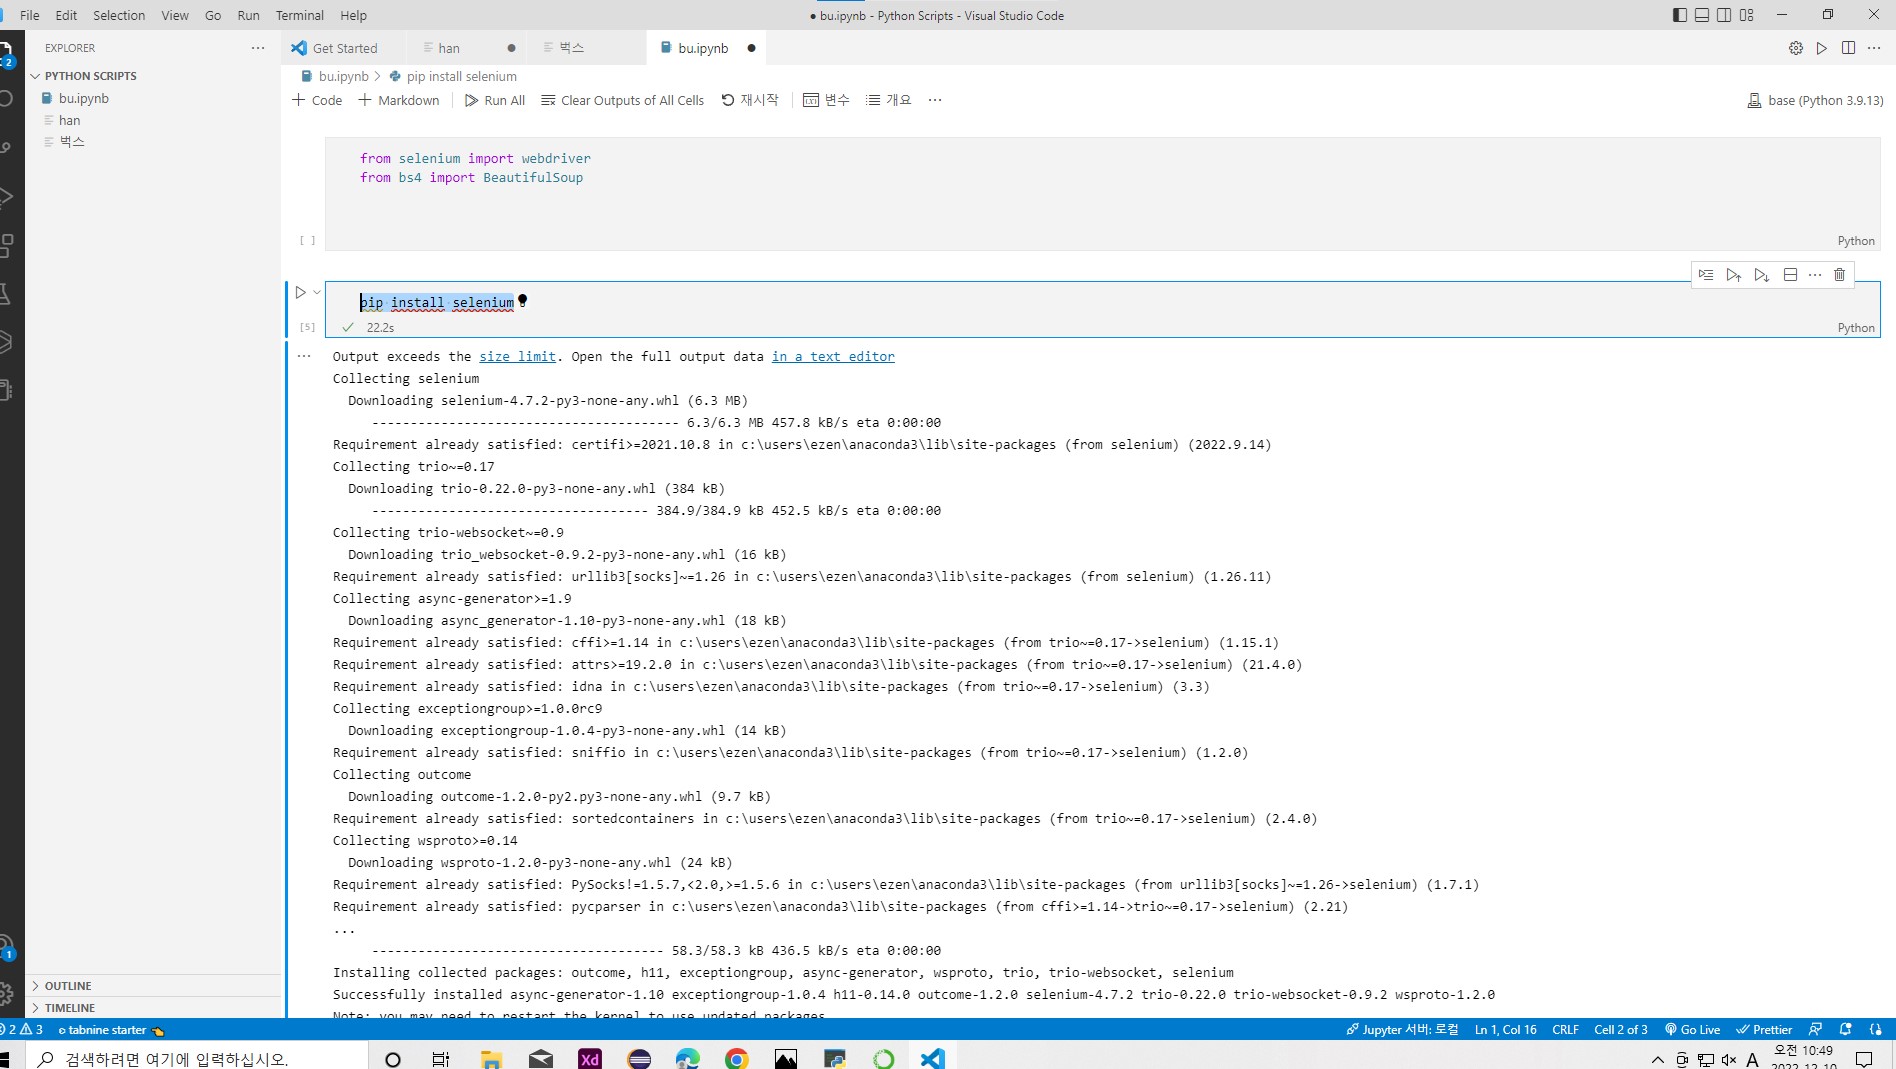 File Edit Selection View Go Run Terminal Help
● bu.ipynb - Python Scripts - Visual Studio Code
EXPLORER
Get Started
han
벅스
bu.ipynb
PYTHON SCRIPTS
bu.ipynb
han
벅스
bu.ipynb > pip install selenium
+ Code + Markdown Run All Clear Outputs of All Cells 재시작 변수 개요 ...
base (Python 3.9.13)
from selenium import webdriver
from bs4 import BeautifulSoup
[ ]
Python
pip install selenium
[5] 22.2s
Python
Output exceeds the size limit. Open the full output data in a text editor
Collecting selenium
Downloading selenium-4.7.2-py3-none-any.whl (6.3 MB)
---------------------------------------- 6.3/6.3 MB 457.8 kB/s eta 0:00:00
Requirement already satisfied: certifi>=2021.10.8 in c:\users\ezen\anaconda3\lib\site-packages (from selenium) (2022.9.14)
Collecting trio~=0.17
Downloading trio-0.22.0-py3-none-any.whl (384 kB)
------------------------------------ 384.9/384.9 kB 452.5 kB/s eta 0:00:00
Collecting trio-websocket~=0.9
Downloading trio_websocket-0.9.2-py3-none-any.whl (16 kB)
Requirement already satisfied: urllib3[socks]~=1.26 in c:\users\ezen\anaconda3\lib\site-packages (from selenium) (1.26.11)
Collecting async-generator>=1.9
Downloading async_generator-1.10-py3-none-any.whl (18 kB)
Requirement already satisfied: cffi>=1.14 in c:\users\ezen\anaconda3\lib\site-packages (from trio~=0.17->selenium) (1.15.1)
Requirement already satisfied: attrs>=19.2.0 in c:\users\ezen\anaconda3\lib\site-packages (from trio~=0.17->selenium) (21.4.0)
Requirement already satisfied: idna in c:\users\ezen\anaconda3\lib\site-packages (from trio~=0.17->selenium) (3.3)
Collecting exceptiongroup>=1.0.0rc9
Downloading exceptiongroup-1.0.4-py3-none-any.whl (14 kB)
Requirement already satisfied: sniffio in c:\users\ezen\anaconda3\lib\site-packages (from trio~=0.17->selenium) (1.2.0)
Collecting outcome
Downloading outcome-1.2.0-py2.py3-none-any.whl (9.7 kB)
Requirement already satisfied: sortedcontainers in c:\users\ezen\anaconda3\lib\site-packages (from trio~=0.17->selenium) (2.4.0)
Collecting wsproto>=0.14
Downloading wsproto-1.2.0-py3-none-any.whl (24 kB)
Requirement already satisfied: PySocks!=1.5.7,<2.0,>=1.5.6 in c:\users\ezen\anaconda3\lib\site-packages (from urllib3[socks]~=1.26->selenium) (1.7.1)
Requirement already satisfied: pycparser in c:\users\ezen\anaconda3\lib\site-packages (from cffi>=1.14->trio~=0.17->selenium) (2.21)
...
-------------------------------------- 58.3/58.3 kB 436.5 kB/s eta 0:00:00
Installing collected packages: outcome, h11, exceptiongroup, async-generator, wsproto, trio, trio-websocket, selenium
Successfully installed async-generator-1.10 exceptiongroup-1.0.4 h11-0.14.0 outcome-1.2.0 selenium-4.7.2 trio-0.22.0 trio-websocket-0.9.2 wsproto-1.2.0
Note: you may need to restart the kernel to use updated packages.
OUTLINE
TIMELINE
2 3 tabnine starter
Jupyter 서버: 로컬 Ln 1, Col 16 CRLF Cell 2 of 3 Go Live Prettier
검색하려면 여기에 입력하십시오.
Xd
A
오전 10:49
2022-12-10
2
1